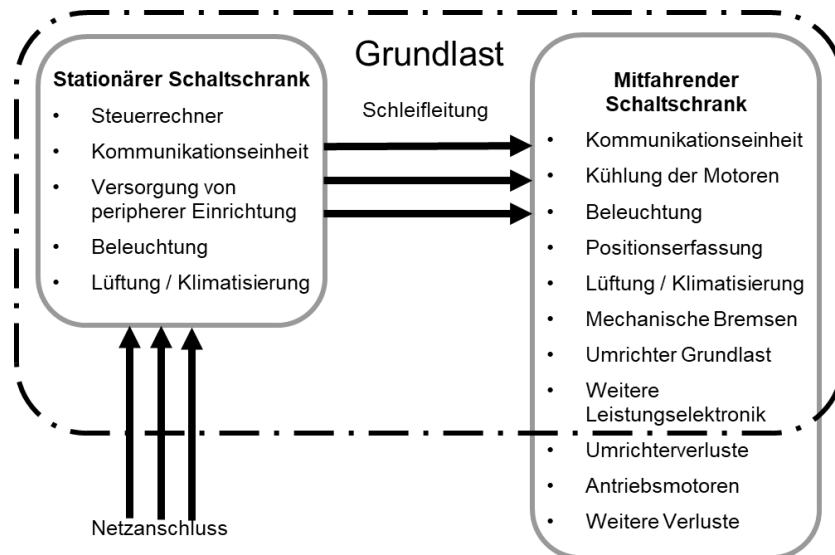 Grundlast
Stationärer Schaltschrank
• Steuerrechner
• Kommunikationseinheit
• Versorgung von
peripherer Einrichtung
• Beleuchtung
• Lüftung / Klimatisierung
Schleifleitung
Mitfahrender
Schaltschrank
• Kommunikationseinheit
• Kühlung der Motoren
• Beleuchtung
• Positionserfassung
• Lüftung / Klimatisierung
• Mechanische Bremsen
• Umrichter Grundlast
• Weitere
Leistungselektronik
• Umrichterverluste
• Antriebsmotoren
• Weitere Verluste
Netzanschluss